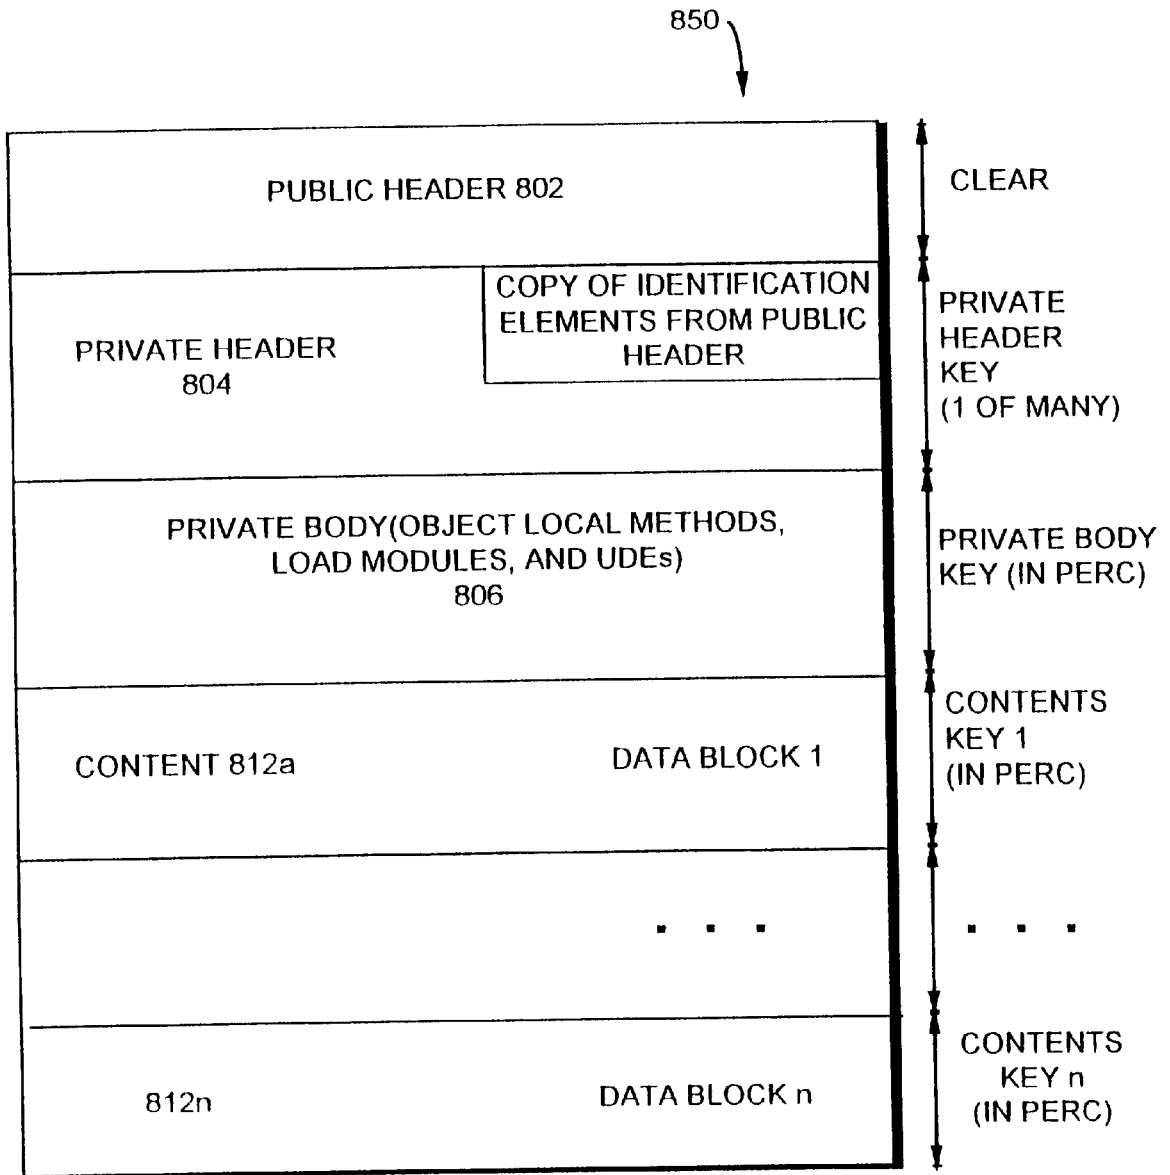 850
PUBLIC HEADER 802
CLEAR
PRIVATE HEADER
804
COPY OF IDENTIFICATION
ELEMENTS FROM PUBLIC
HEADER
PRIVATE
HEADER
KEY
(1 OF MANY)
PRIVATE BODY(OBJECT LOCAL METHODS,
LOAD MODULES, AND UDEs)
806
PRIVATE BODY
KEY (IN PERC)
CONTENT 812a
DATA BLOCK 1
CONTENTS
KEY 1
(IN PERC)
. . .
. . .
812n
DATA BLOCK n
CONTENTS
KEY n
(IN PERC)